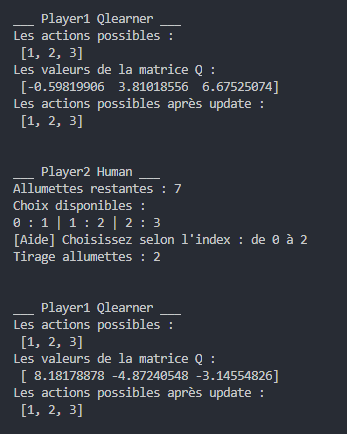 ___ Player1 Qlearner ___
Les actions possibles :
[1, 2, 3]
Les valeurs de la matrice Q :
[-0.59819906  3.81018556  6.67525074]
Les actions possibles après update :
[1, 2, 3]
___ Player2 Human ___
Allumettes restantes : 7
Choix disponibles :
0 : 1 | 1 : 2 | 2 : 3
[Aide] Choisissez selon l'index : de 0 à 2
Tirage allumettes : 2
___ Player1 Qlearner ___
Les actions possibles :
[1, 2, 3]
Les valeurs de la matrice Q :
[ 8.18178878 -4.87240548 -3.14554826]
Les actions possibles après update :
[1, 2, 3]